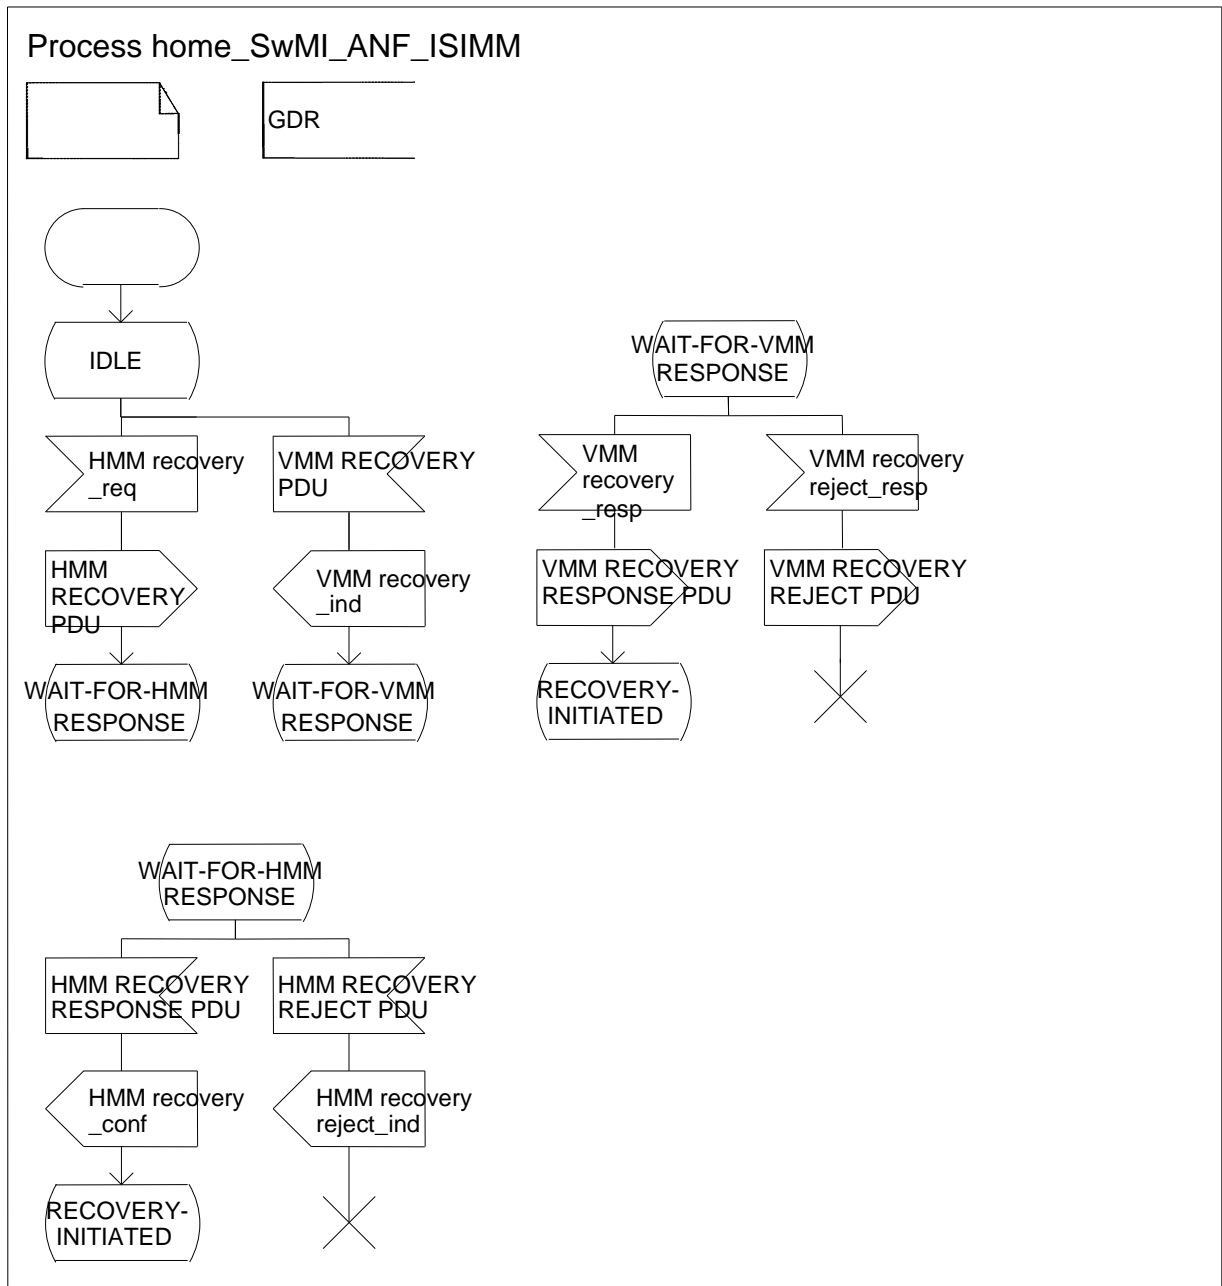 Process home_SwMI_ANF_ISIMM
GDR
IDLE
HMM recovery
_req
VMM RECOVERY
PDU
HMM
RECOVERY
PDU
VMM recovery
_ind
WAIT-FOR-HMM
RESPONSE
WAIT-FOR-VMM
RESPONSE
WAIT-FOR-VMM
RESPONSE
VMM
recovery
_resp
VMM recovery
reject_resp
VMM RECOVERY
RESPONSE PDU
VMM RECOVERY
REJECT PDU
RECOVERY-
INITIATED
WAIT-FOR-HMM
RESPONSE
HMM RECOVERY
RESPONSE PDU
HMM RECOVERY
REJECT PDU
HMM recovery
_conf
HMM recovery
reject_ind
RECOVERY-
INITIATED